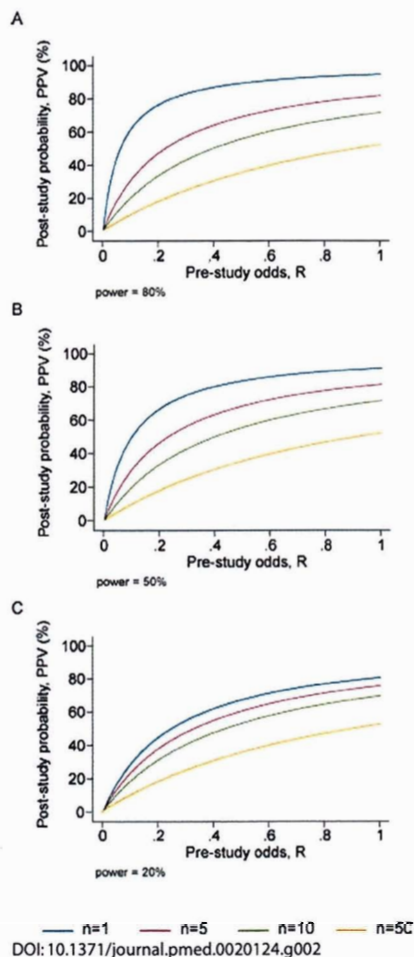 A
Post-study probability, PPV (%)
100
80
60
40
20
0
0 .2 .4 .6 .8 1
Pre-study odds, R
power = 80%
B
Post-study probability, PPV (%)
100
80
60
40
20
0
0 .2 .4 .6 .8 1
Pre-study odds, R
power = 50%
C
Post-study probability, PPV (%)
100
80
60
40
20
0
0 .2 .4 .6 .8 1
Pre-study odds, R
power = 20%
n=1 n=5 n=10 n=50
DOI: 10.1371/journal.pmed.0020124.g002